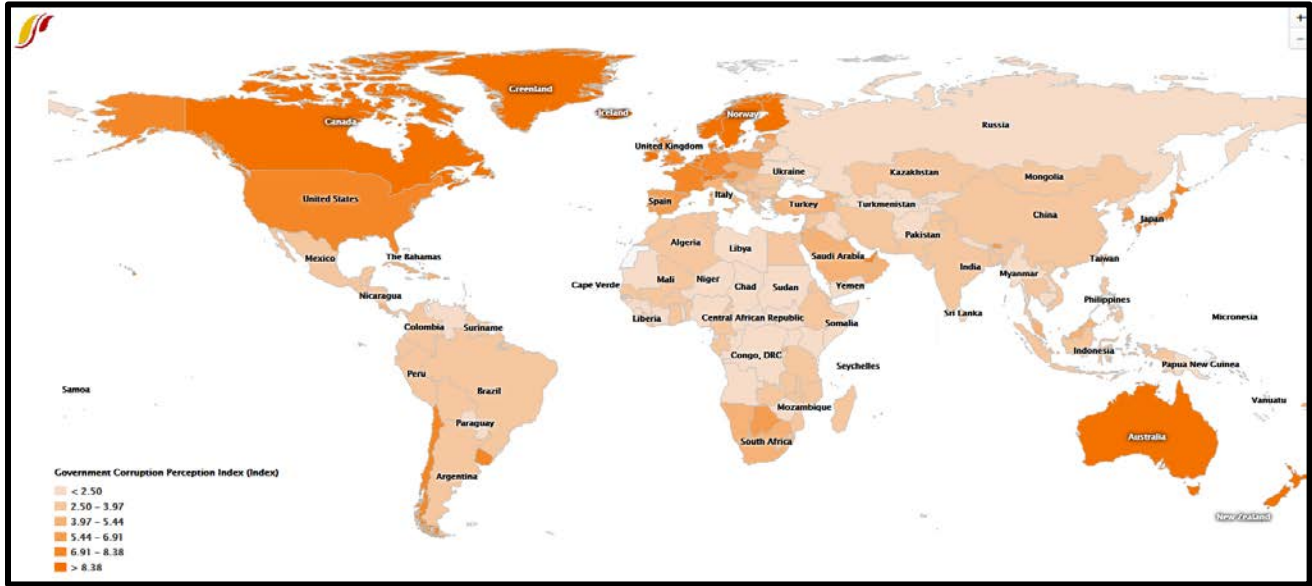 +
−
Greenland
Iceland
Norway
Canada
Russia
United Kingdom
Ukraine
Kazakhstan
Mongolia
United States
Spain
Italy
Turkey
Turkmenistan
China
Japan
Pakistan
Algeria
Libya
Saudi Arabia
Mexico
The Bahamas
Taiwan
India
Myanmar
Cape Verde
Mali
Niger
Chad
Sudan
Yemen
Nicaragua
Philippines
Sri Lanka
Micronesia
Liberia
Central African Republic
Somalia
Colombia
Suriname
Indonesia
Congo, DRC
Seychelles
Papua New Guinea
Peru
Samoa
Brazil
Vanuatu
Mozambique
Paraguay
South Africa
Australia
Argentina
New Zealand
Government Corruption Perception Index (Index)
< 2.50
2.50 – 3.97
3.97 – 5.44
5.44 – 6.91
6.91 – 8.38
> 8.38